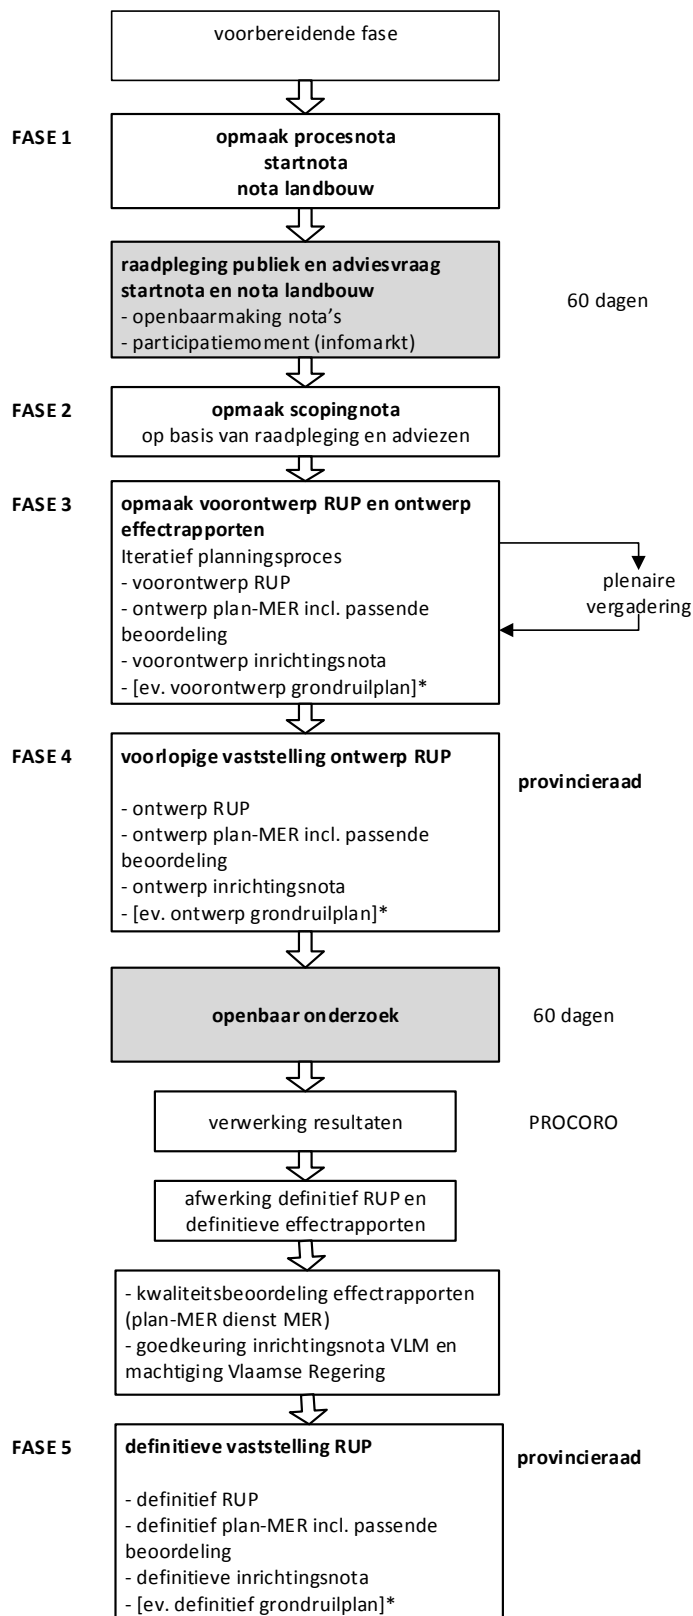 voorbereidende fase
FASE 1
opmaak procesnota
startnota
nota landbouw
raadpleging publiek en adviesvraag
startnota en nota landbouw
- openbaarmaking nota's
- participatiemoment (infomarkt)
60 dagen
FASE 2
opmaak scopingnota
op basis van raadpleging en adviezen
FASE 3
opmaak voorontwerp RUP en ontwerp
effectrapporten
Iteratief planningsproces
- voorontwerp RUP
- ontwerp plan-MER incl. passende
beoordeling
- voorontwerp inrichtingsnota
- [ev. voorontwerp grondruilplan]*
plenaire
vergadering
FASE 4
voorlopige vaststelling ontwerp RUP
- ontwerp RUP
- ontwerp plan-MER incl. passende
beoordeling
- ontwerp inrichtingsnota
- [ev. ontwerp grondruilplan]*
provincieraad
openbaar onderzoek
60 dagen
verwerking resultaten
PROCORO
afwerking definitief RUP en
definitieve effectrapporten
- kwaliteitsbeoordeling effectrapporten
(plan-MER dienst MER)
- goedkeuring inrichtingsnota VLM en
machtiging Vlaamse Regering
FASE 5
definitieve vaststelling RUP
- definitief RUP
- definitief plan-MER incl. passende
beoordeling
- definitieve inrichtingsnota
- [ev. definitief grondruilplan]*
provincieraad